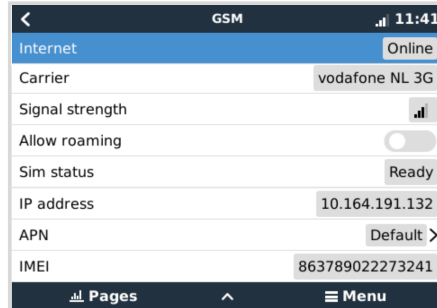 GSM 11:41
Internet Online
Carrier vodafone NL 3G
Signal strength
Allow roaming
Sim status Ready
IP address 10.164.191.132
APN Default
IMEI 863789022273241
Pages Menu